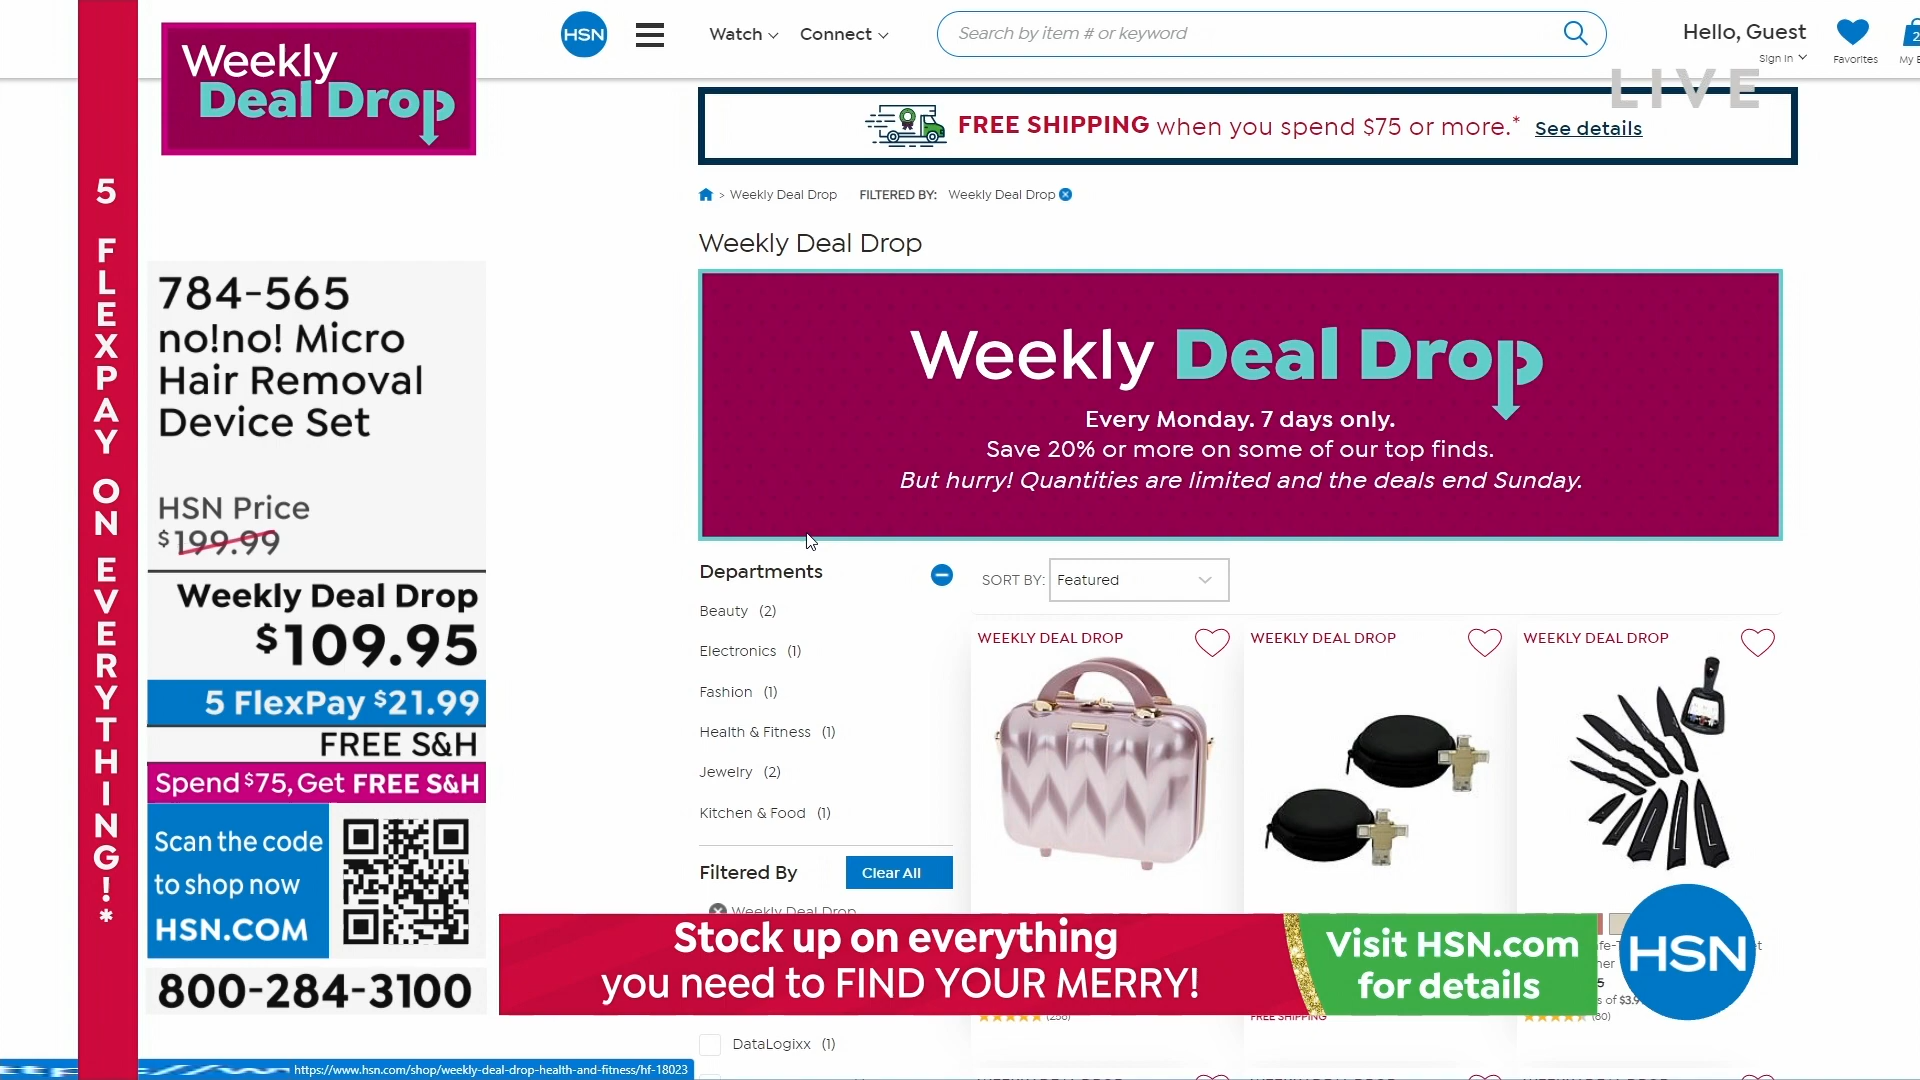 Weekly
Deal Drop
5 FLEXPAY ON EVERYTHING!*
784-565
no!no! Micro
Hair Removal
Device Set
HSN Price
$199.99
Weekly Deal Drop
$109.95
5 FlexPay $21.99
FREE S&H
Spend $75, Get FREE S&H
Scan the code
to shop now
HSN.COM
800-284-3100
HSN
Watch
Connect
Search by item # or keyword
Hello, Guest
Sign In
Favorites
2
LIVE
FREE SHIPPING when you spend $75 or more.* See details
> Weekly Deal Drop FILTERED BY: Weekly Deal Drop
Weekly Deal Drop
Weekly Deal Drop
Every Monday. 7 days only.
Save 20% or more on some of our top finds.
But hurry! Quantities are limited and the deals end Sunday.
Departments
Beauty (2)
Electronics (1)
Fashion (1)
Health & Fitness (1)
Jewelry (2)
Kitchen & Food (1)
Filtered By
Clear All
Weekly Deal Drop
DataLogixx (1)
SORT BY: Featured
WEEKLY DEAL DROP
WEEKLY DEAL DROP
WEEKLY DEAL DROP
FREE SHIPPING
Stock up on everything
you need to FIND YOUR MERRY!
Visit HSN.com
for details
HSN
https://www.hsn.com/shop/weekly-deal-drop-health-and-fitness/hf-18023